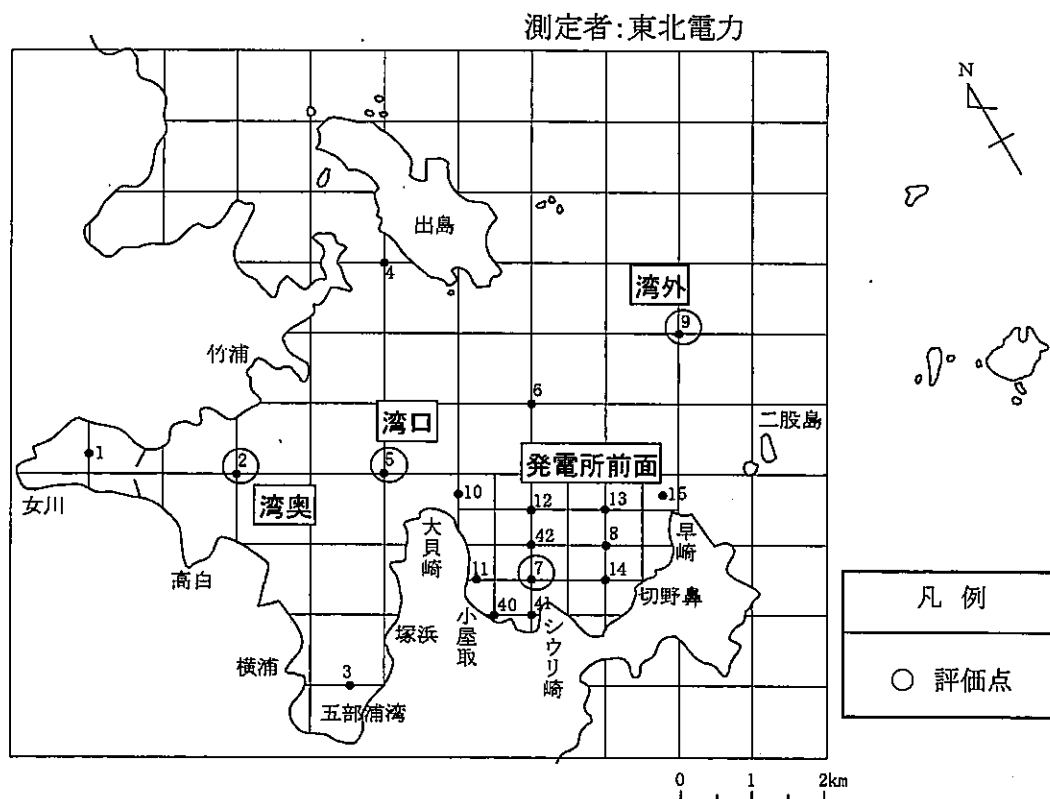 測定者：東北電力
N
出島
4
湾外
9
竹浦
6
二股島
湾口
1
2
5
発電所前面
10
12
13
15
女川
湾奥
大貝崎
42
8
早崎
高白
11
7
14
切野鼻
40
41
小屋取
シウリ崎
塚浜
横浦
3
五部浦湾
凡 例
○ 評価点
0 1 2km